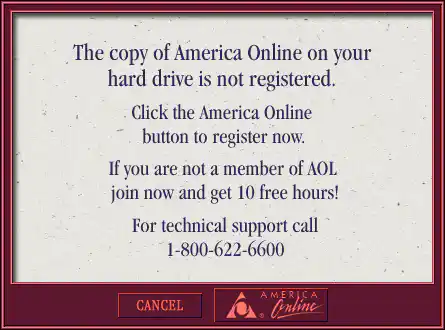 The copy of America Online on your
hard drive is not registered.
Click the America Online
button to register now.
If you are not a member of AOL
join now and get 10 free hours!
For technical support call
1-800-622-6600
CANCEL
AMERICA
Online
®